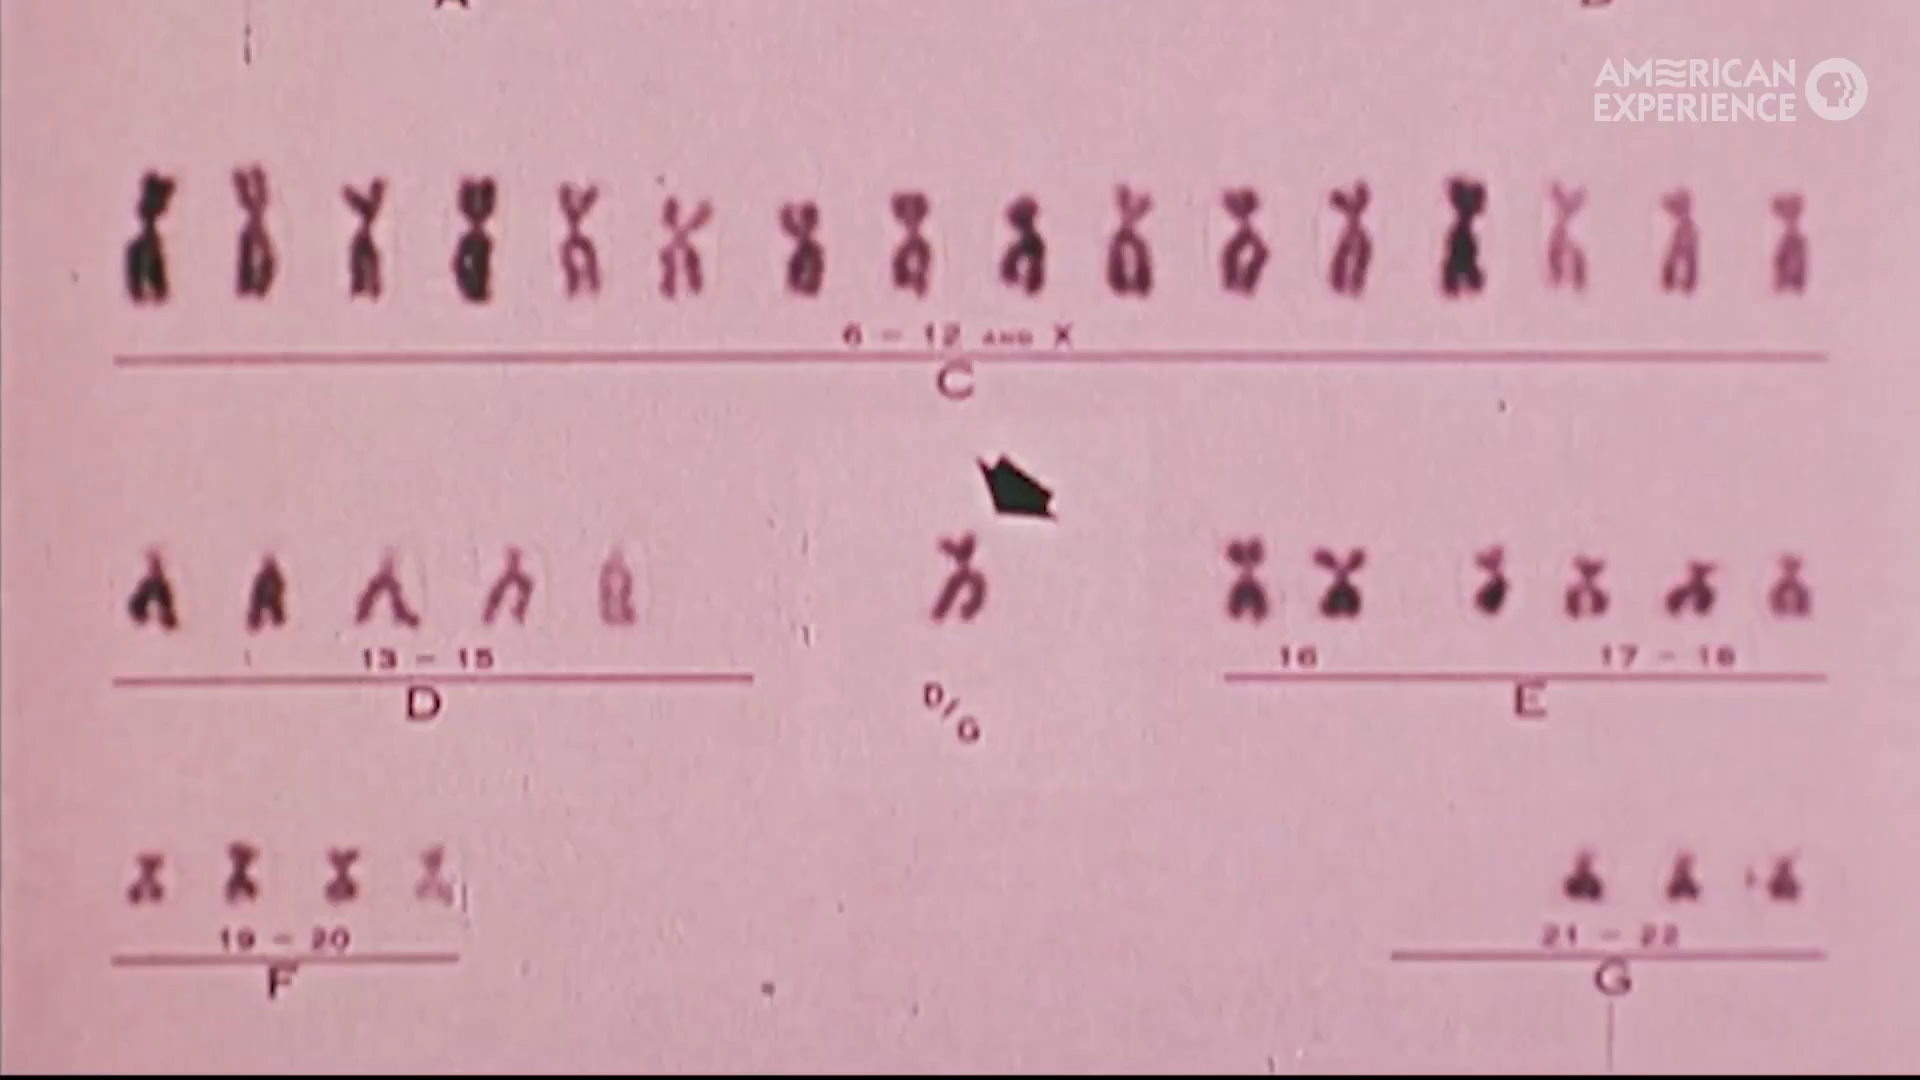 AMERICAN
EXPERIENCE
6 - 12 AND X
C
13 - 15
D
D/G
16
17 - 18
E
19 - 20
F
21 - 22
G